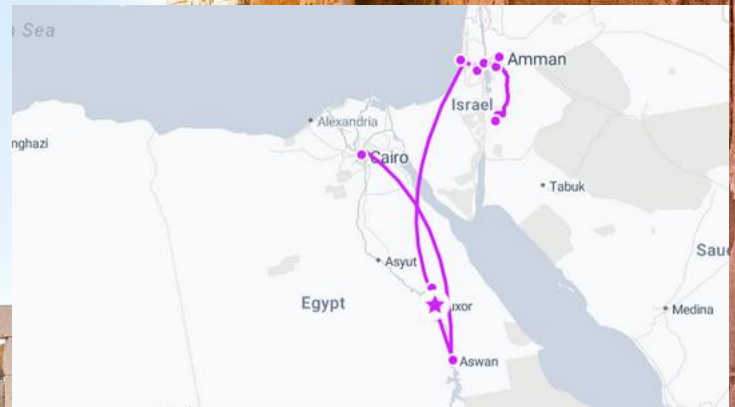 Sea
Amman
Israel
Alexandria
nghazi
Cairo
Tabuk
Asyut
Sau
Egypt
uxor
Medina
Aswan